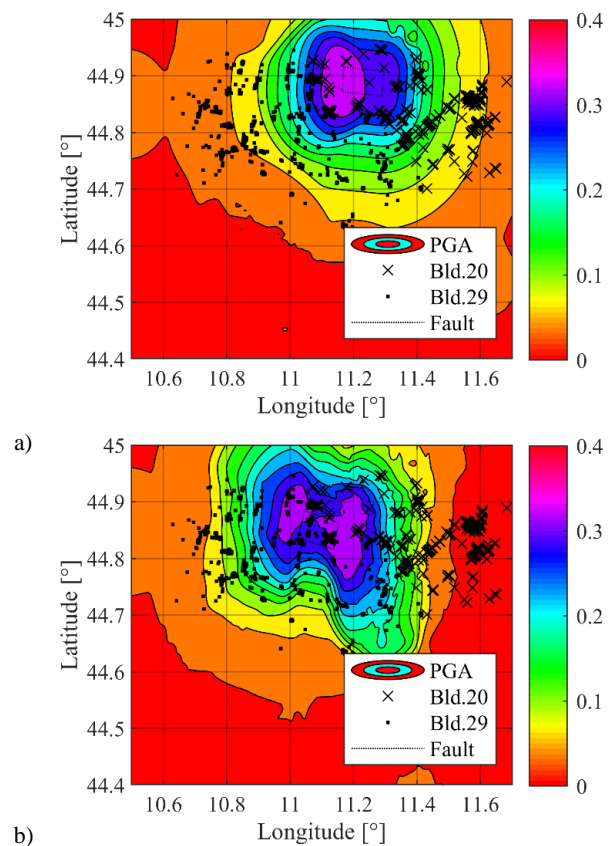 45
44.9
44.8
44.7
44.6
44.5
44.4
Latitude [°]
10.6 10.8 11 11.2 11.4 11.6
Longitude [°]
PGA
Bld.20
Bld.29
Fault
0.4
0.3
0.2
0.1
0
a)
45
44.9
44.8
44.7
44.6
44.5
44.4
Latitude [°]
10.6 10.8 11 11.2 11.4 11.6
Longitude [°]
PGA
Bld.20
Bld.29
Fault
0.4
0.3
0.2
0.1
0
b)